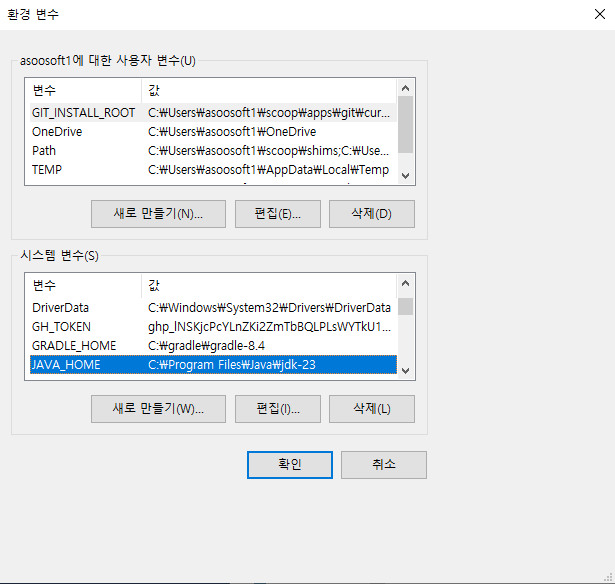 환경 변수
asoosoft1에 대한 사용자 변수(U)
변수 값
GIT_INSTALL_ROOT C:₩Users₩asoosoft1₩scoop₩apps₩git₩cur...
OneDrive C:₩Users₩asoosoft1₩OneDrive
Path C:₩Users₩asoosoft1₩scoop₩shims;C:₩Use...
TEMP C:₩Users₩asoosoft1₩AppData₩Local₩Temp
새로 만들기(N)... 편집(E)... 삭제(D)
시스템 변수(S)
변수 값
DriverData C:₩Windows₩System32₩Drivers₩DriverData
GH_TOKEN
GRADLE_HOME C:₩gradle₩gradle-8.4
JAVA_HOME C:₩Program Files₩Java₩jdk-23
새로 만들기(W)... 편집(I)... 삭제(L)
확인 취소